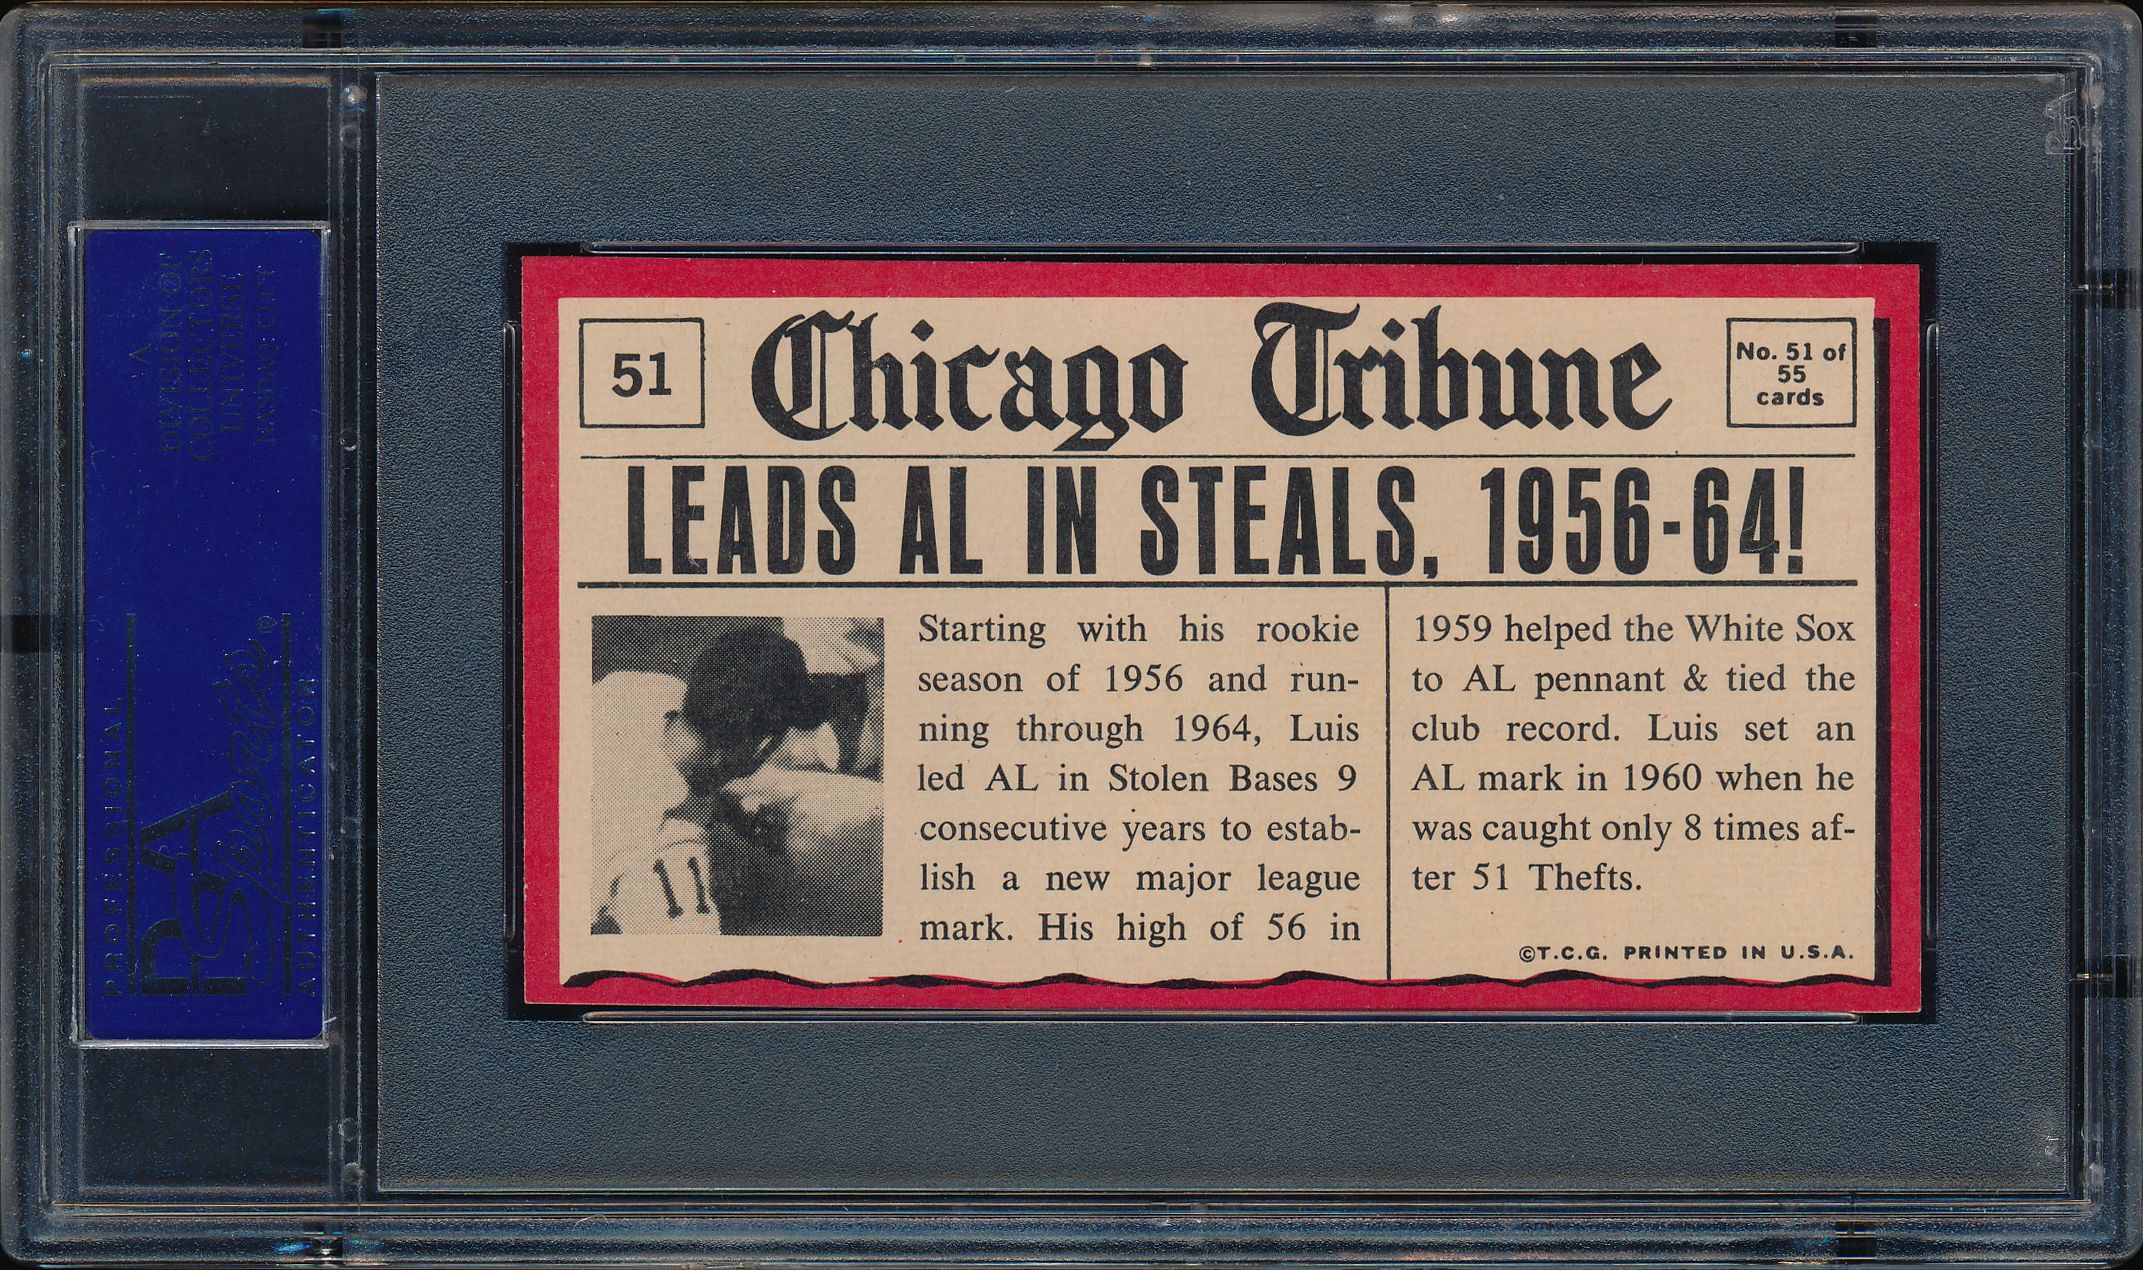 51
Chicago Tribune
No. 51 of
55
cards
LEADS AL IN STEALS, 1956-64!
Starting with his rookie
season of 1956 and run-
ning through 1964, Luis
led AL in Stolen Bases 9
consecutive years to estab-
lish a new major league
mark. His high of 56 in
1959 helped the White Sox
to AL pennant & tied the
club record. Luis set an
AL mark in 1960 when he
was caught only 8 times af-
ter 51 Thefts.
©T.C.G. PRINTED IN U.S.A.
11
A
DIVISION OF
COLLECTORS
UNIVERSE
NASDAQ CLCT
PROFESSIONAL
PSA
Sports®
AUTHENTICATOR